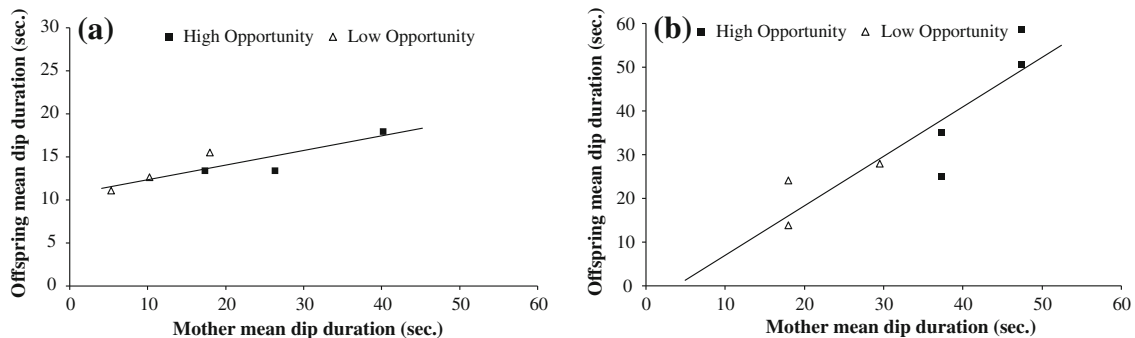 (a)
■ High Opportunity △ Low Opportunity
Offspring mean dip duration (sec.)
30
25
20
15
10
5
0
0 10 20 30 40 50 60
Mother mean dip duration (sec.)
(b)
■ High Opportunity △ Low Opportunity
Offspring mean dip duration (sec.)
60
50
40
30
20
10
0
0 10 20 30 40 50 60
Mother mean dip duration (sec.)